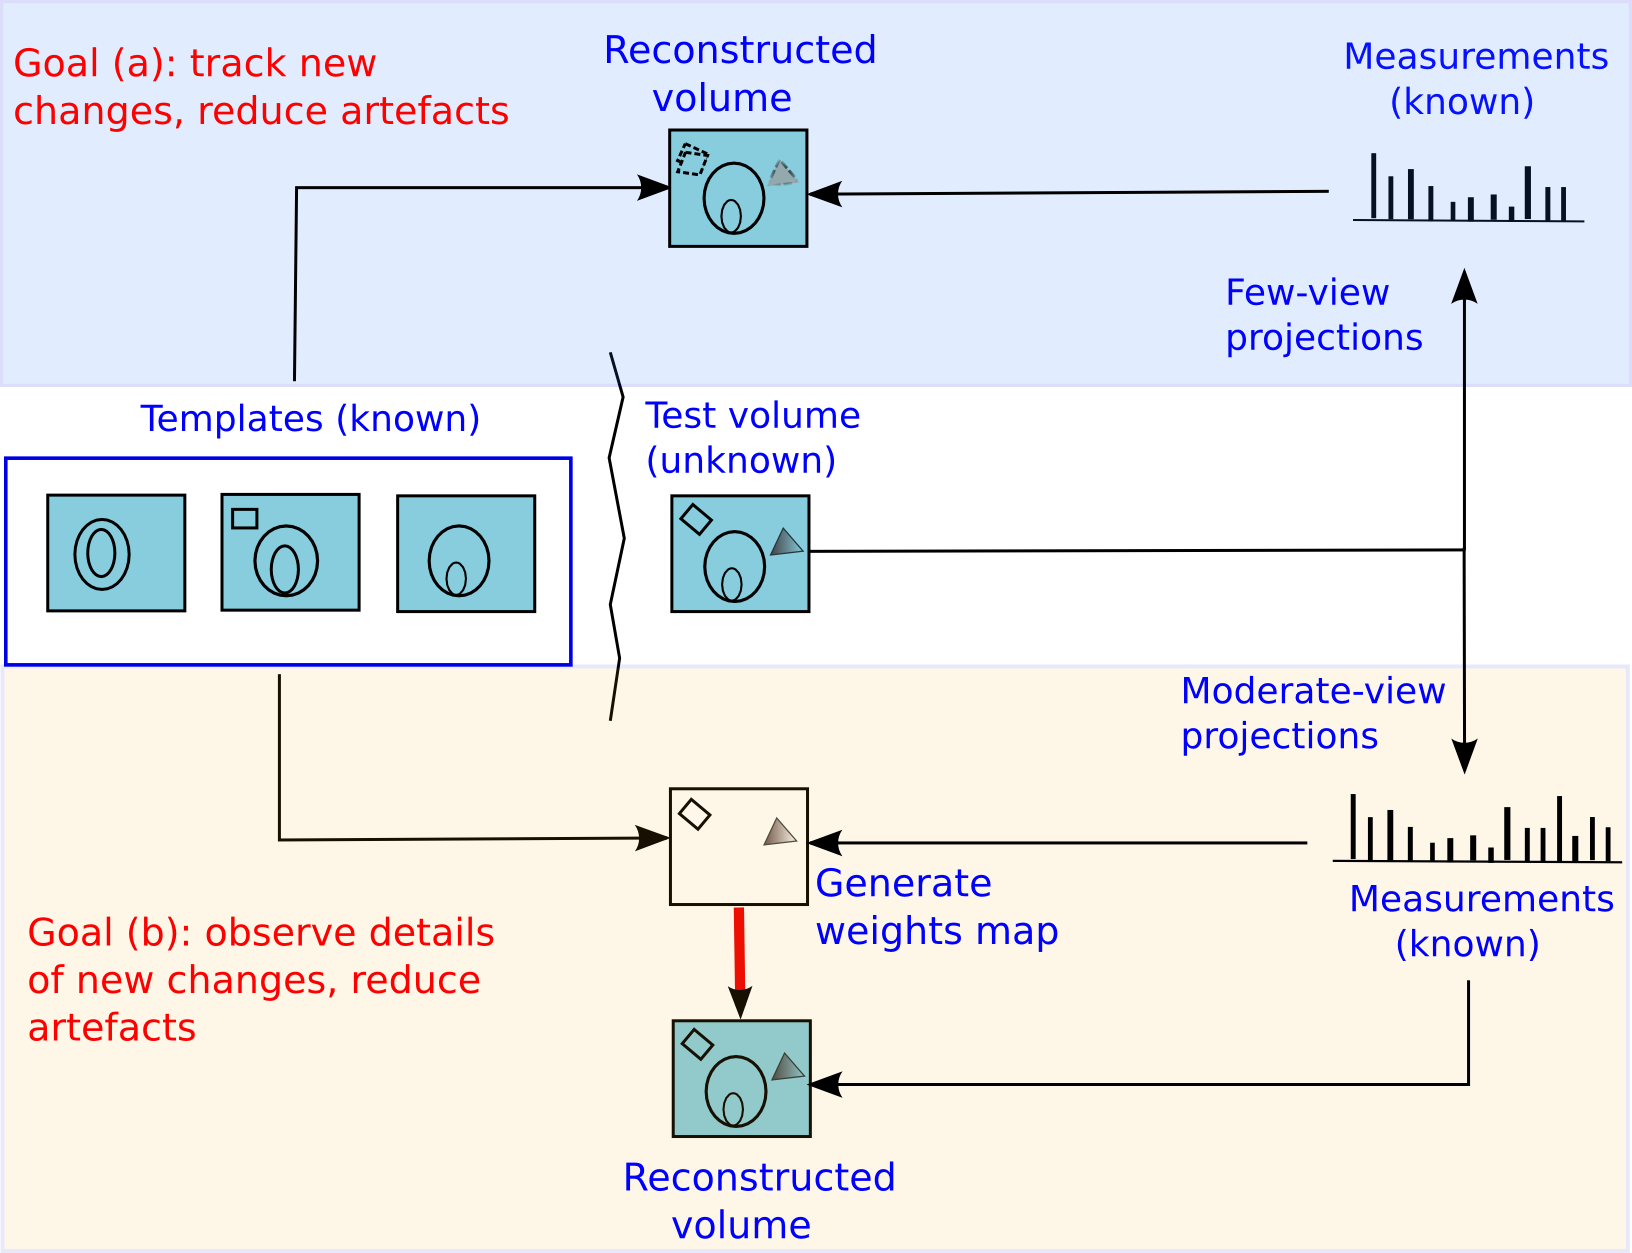 Goal (a): track new
changes, reduce artefacts
Reconstructed
volume
Measurements
(known)
Few-view
projections
Templates (known)
Test volume
(unknown)
Moderate-view
projections
Generate
weights map
Measurements
(known)
Goal (b): observe details
of new changes, reduce
artefacts
Reconstructed
volume